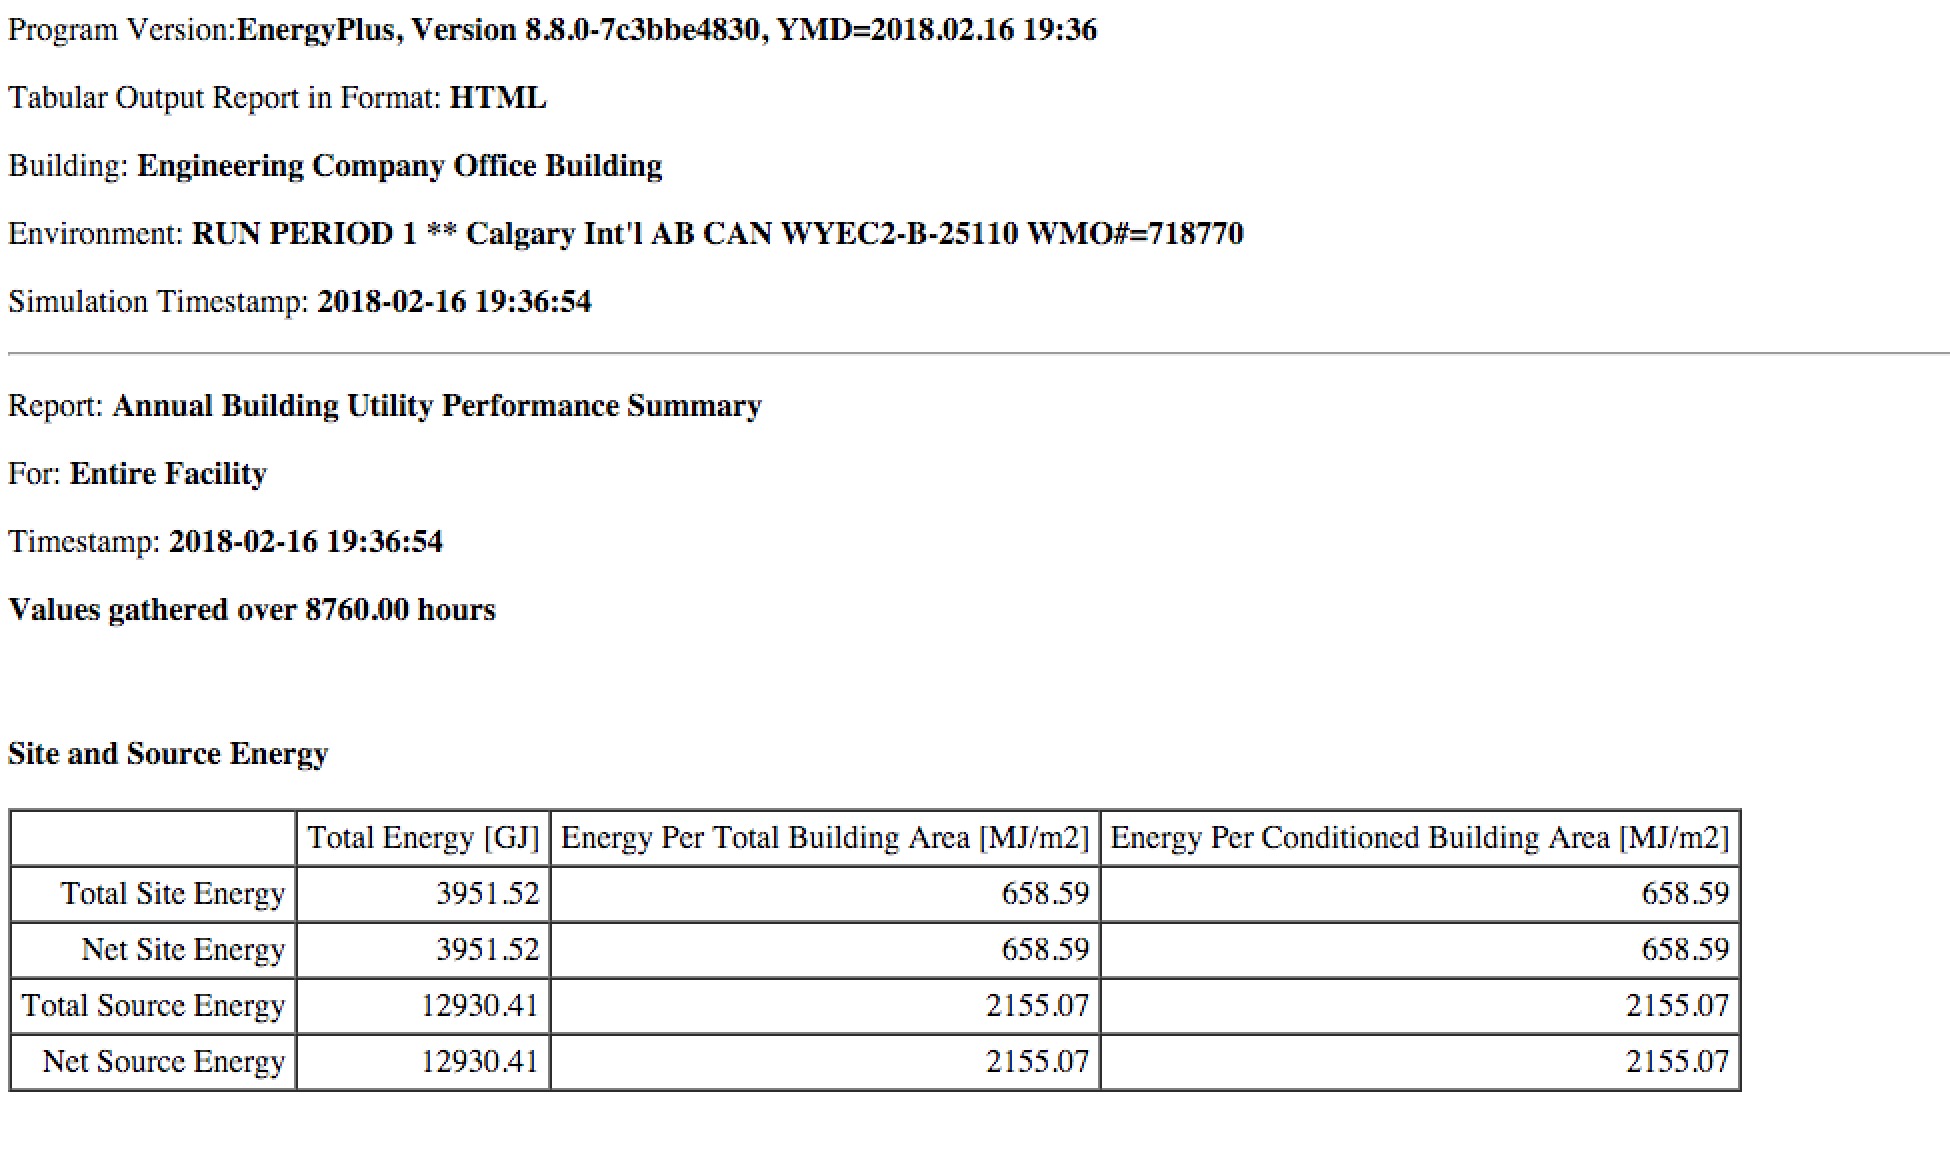 Program Version:EnergyPlus, Version 8.8.0-7c3bbe4830, YMD=2018.02.16 19:36
Tabular Output Report in Format: HTML
Building: Engineering Company Office Building
Environment: RUN PERIOD 1 ** Calgary Int'l AB CAN WYEC2-B-25110 WMO#=718770
Simulation Timestamp: 2018-02-16 19:36:54
Report: Annual Building Utility Performance Summary
For: Entire Facility
Timestamp: 2018-02-16 19:36:54
Values gathered over 8760.00 hours
Site and Source Energy
Total Energy [GJ] Energy Per Total Building Area [MJ/m2] Energy Per Conditioned Building Area [MJ/m2]
Total Site Energy 3951.52 658.59 658.59
Net Site Energy 3951.52 658.59 658.59
Total Source Energy 12930.41 2155.07 2155.07
Net Source Energy 12930.41 2155.07 2155.07